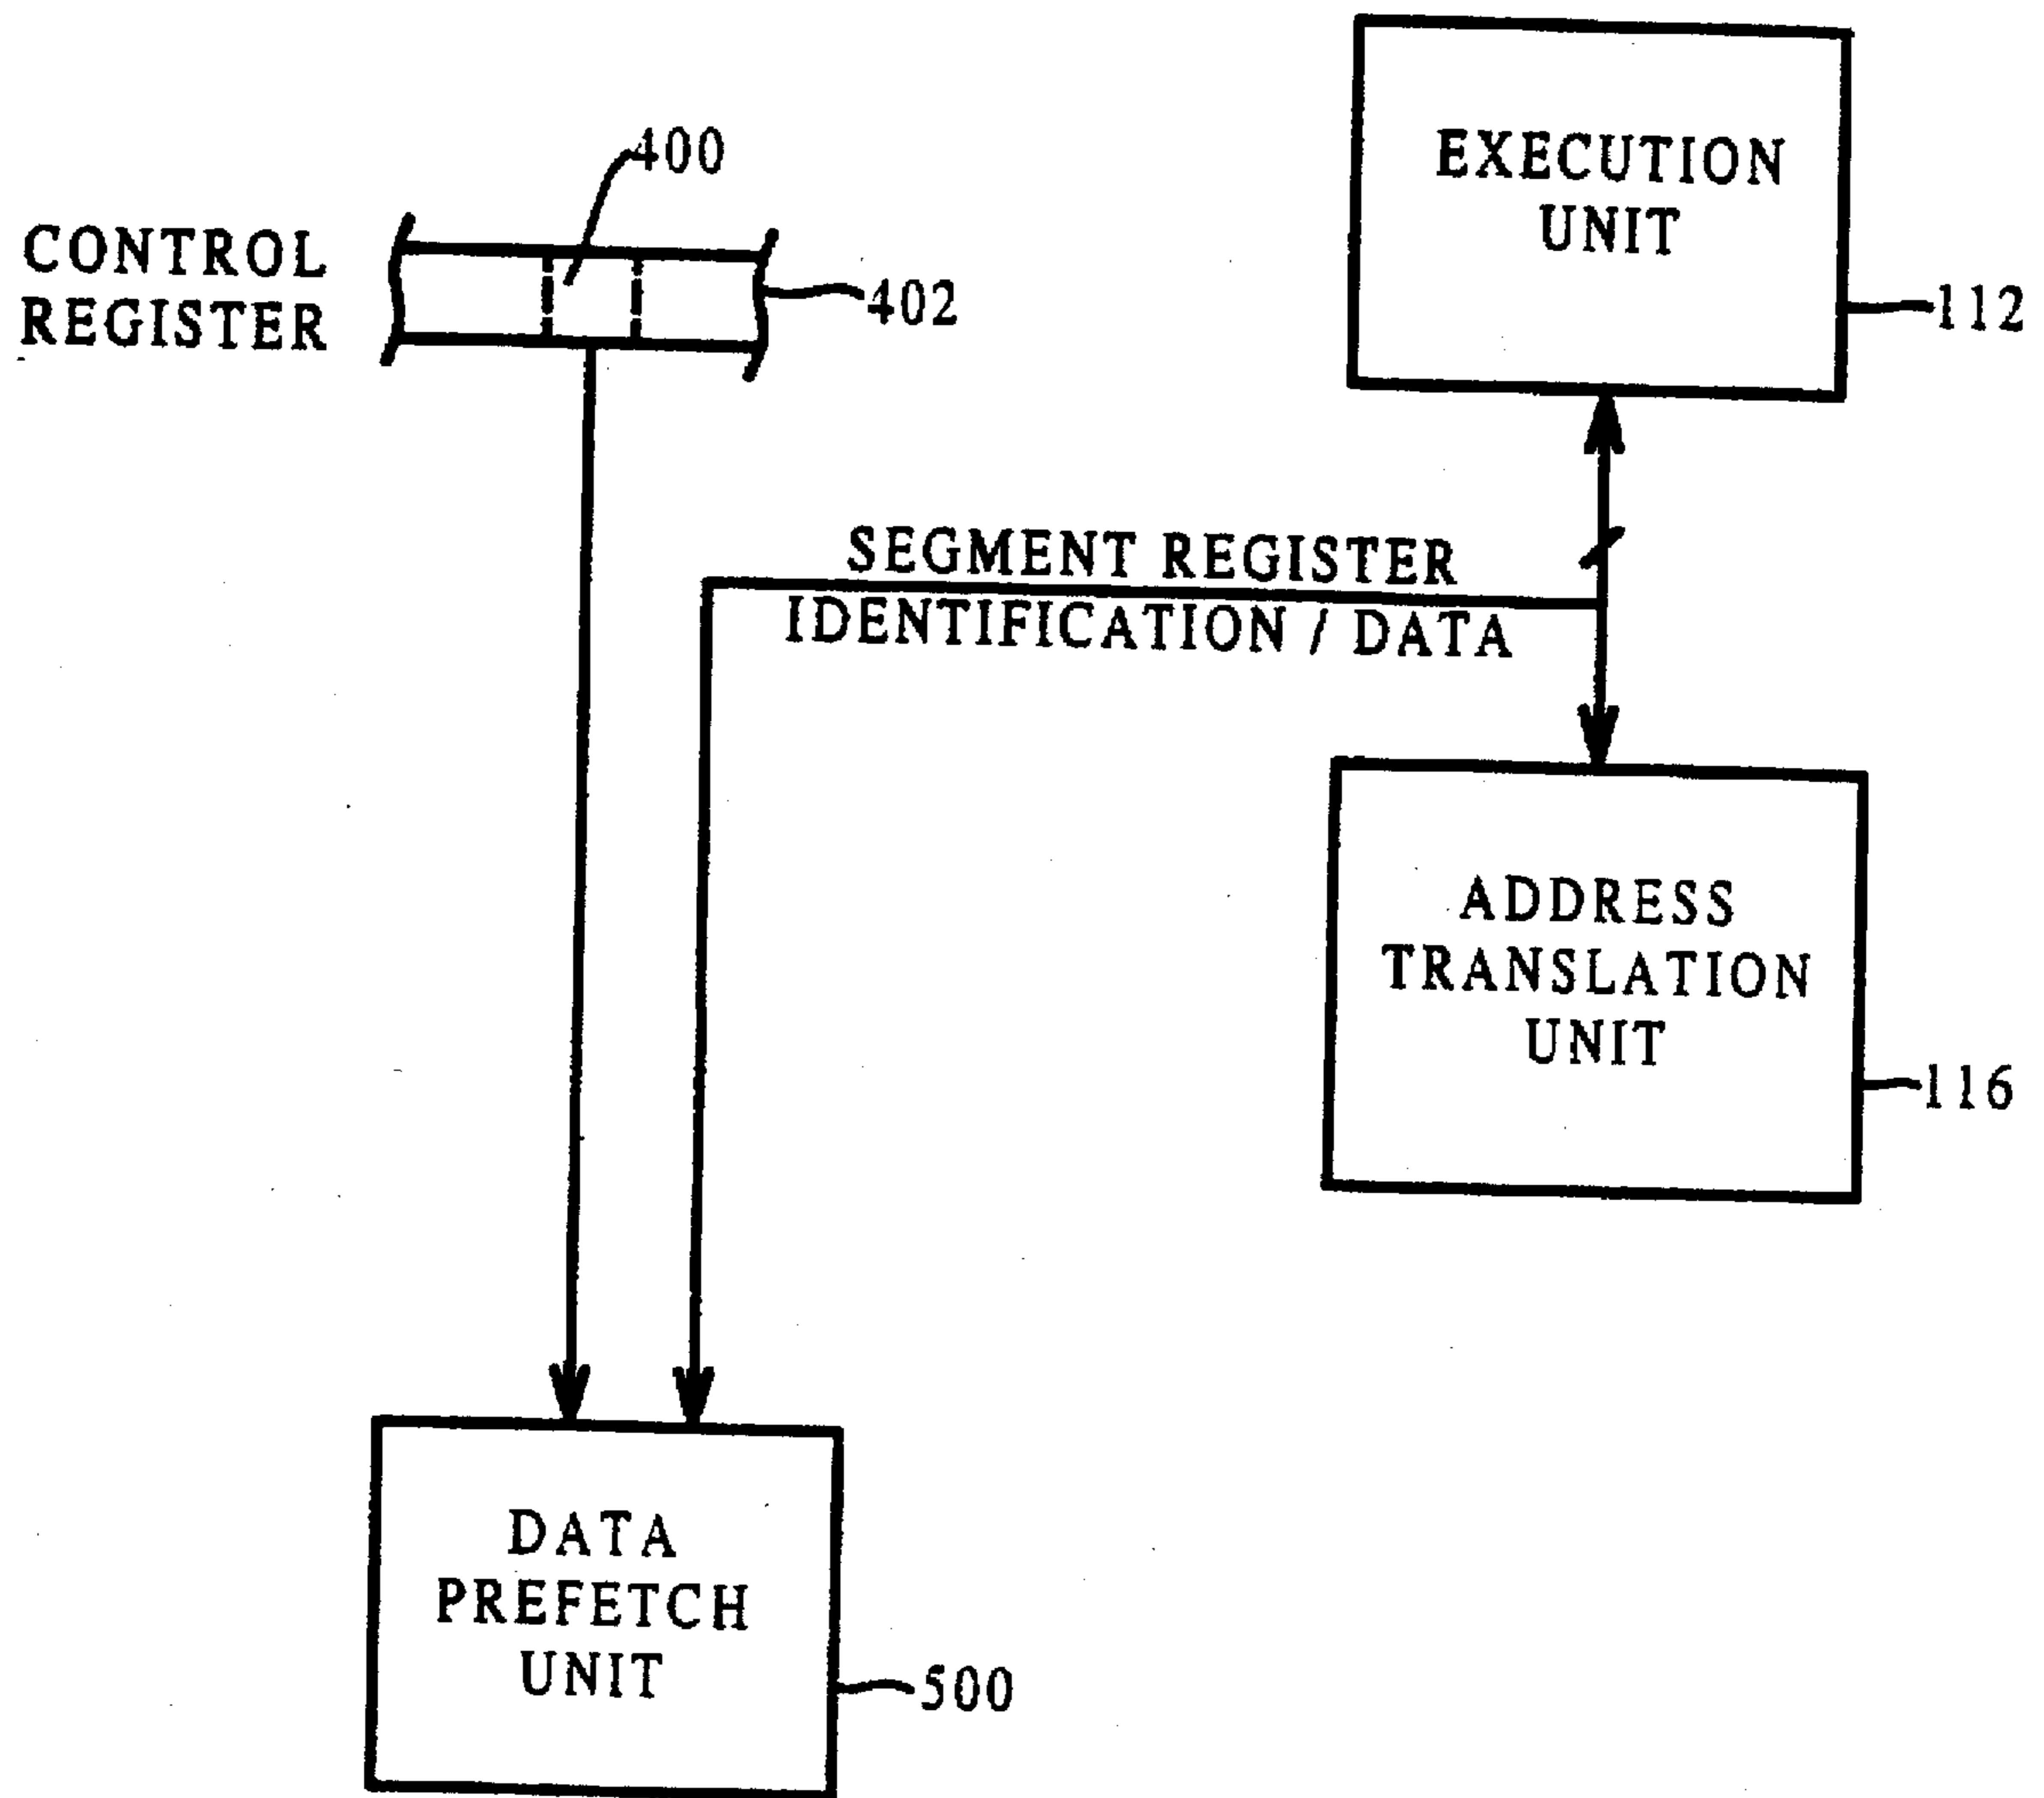 400
CONTROL
REGISTER
402
EXECUTION
UNIT
112
SEGMENT REGISTER
IDENTIFICATION / DATA
ADDRESS
TRANSLATION
UNIT
116
DATA
PREFETCH
UNIT
500